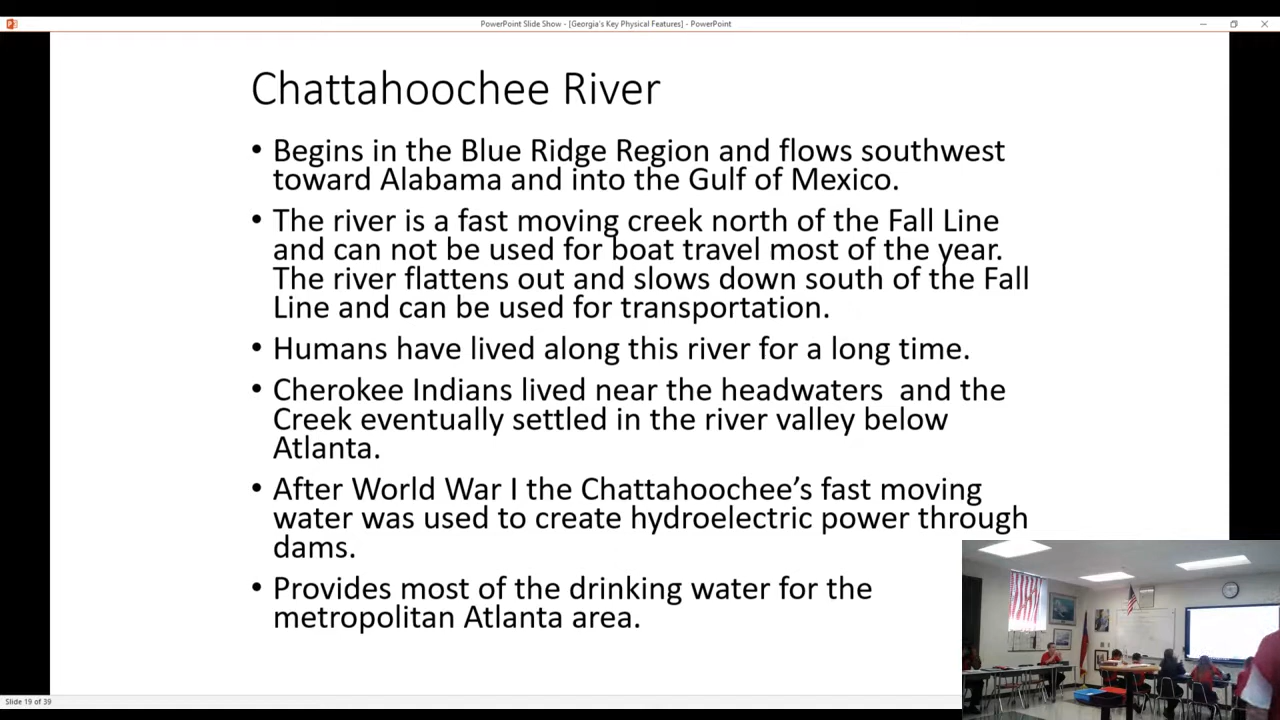 PowerPoint Slide Show - [Georgia's Key Physical Features] - PowerPoint
Chattahoochee River
• Begins in the Blue Ridge Region and flows southwest
toward Alabama and into the Gulf of Mexico.
• The river is a fast moving creek north of the Fall Line
and can not be used for boat travel most of the year.
The river flattens out and slows down south of the Fall
Line and can be used for transportation.
• Humans have lived along this river for a long time.
• Cherokee Indians lived near the headwaters  and the
Creek eventually settled in the river valley below
Atlanta.
• After World War I the Chattahoochee's fast moving
water was used to create hydroelectric power through
dams.
• Provides most of the drinking water for the
metropolitan Atlanta area.
Slide 19 of 39